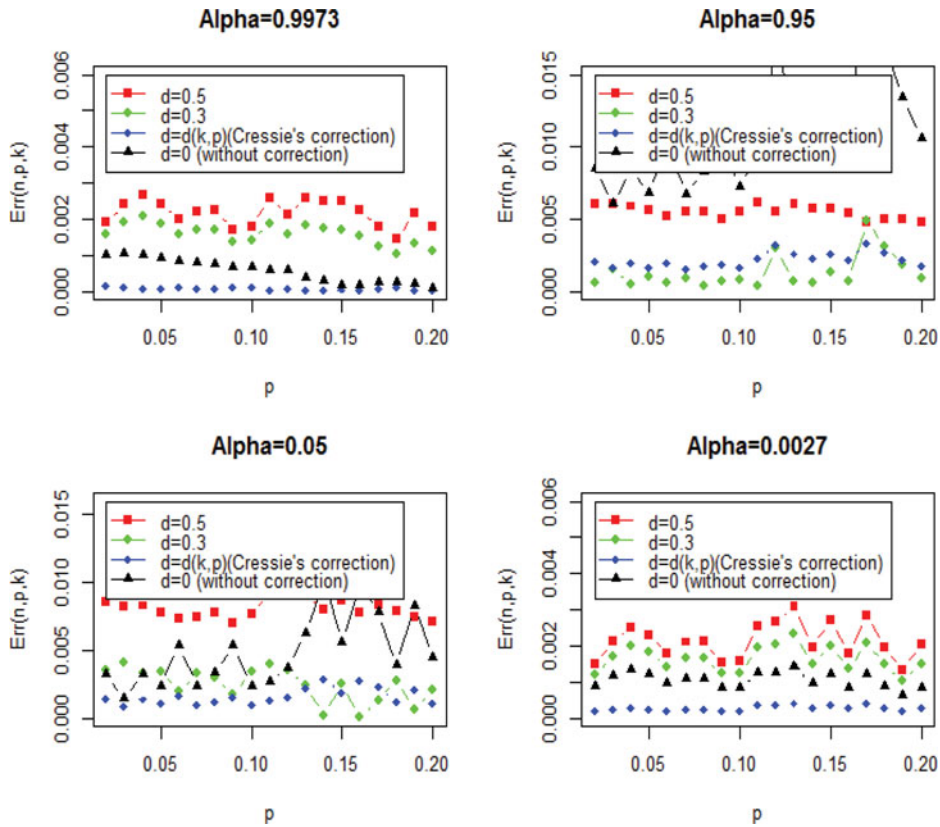 Alpha=0.9973
Err(n,p,k)
0.000 0.002 0.004 0.006
d=0.5
d=0.3
d=d(k,p)(Cressie's correction)
d=0 (without correction)
0.05 0.10 0.15 0.20
p
Alpha=0.95
Err(n,p,k)
0.000 0.005 0.010 0.015
d=0.5
d=0.3
d=d(k,p)(Cressie's correction)
d=0 (without correction)
0.05 0.10 0.15 0.20
p
Alpha=0.05
Err(n,p,k)
0.000 0.005 0.010 0.015
d=0.5
d=0.3
d=d(k,p)(Cressie's correction)
d=0 (without correction)
0.05 0.10 0.15 0.20
p
Alpha=0.0027
Err(n,p,k)
0.000 0.002 0.004 0.006
d=0.5
d=0.3
d=d(k,p)(Cressie's correction)
d=0 (without correction)
0.05 0.10 0.15 0.20
p